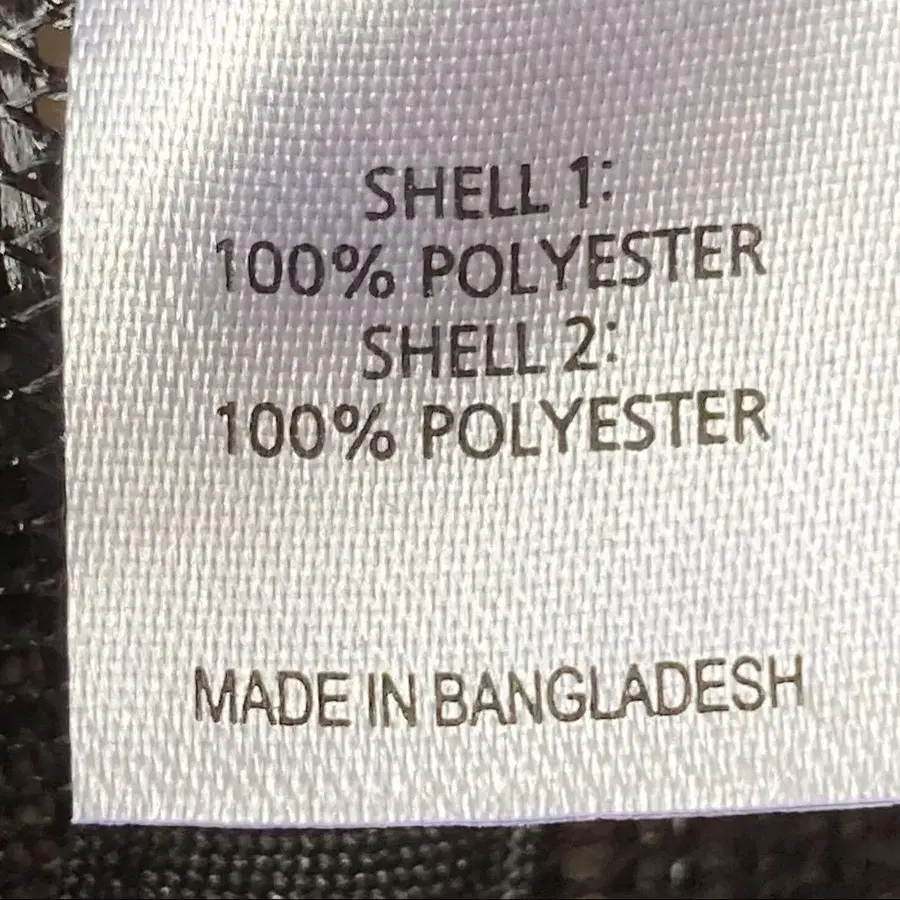 SHELL 1:
100% POLYESTER
SHELL 2:
100% POLYESTER
MADE IN BANGLADESH